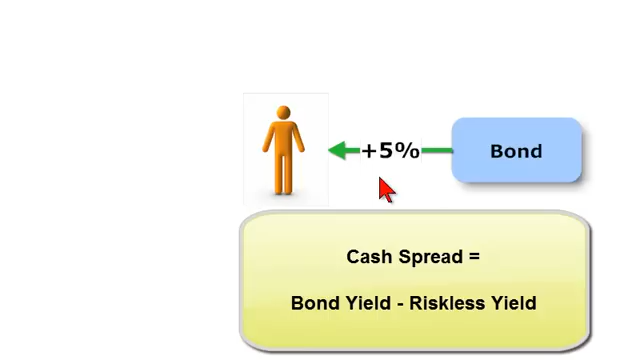 +5%
Bond
Cash Spread =
Bond Yield - Riskless Yield